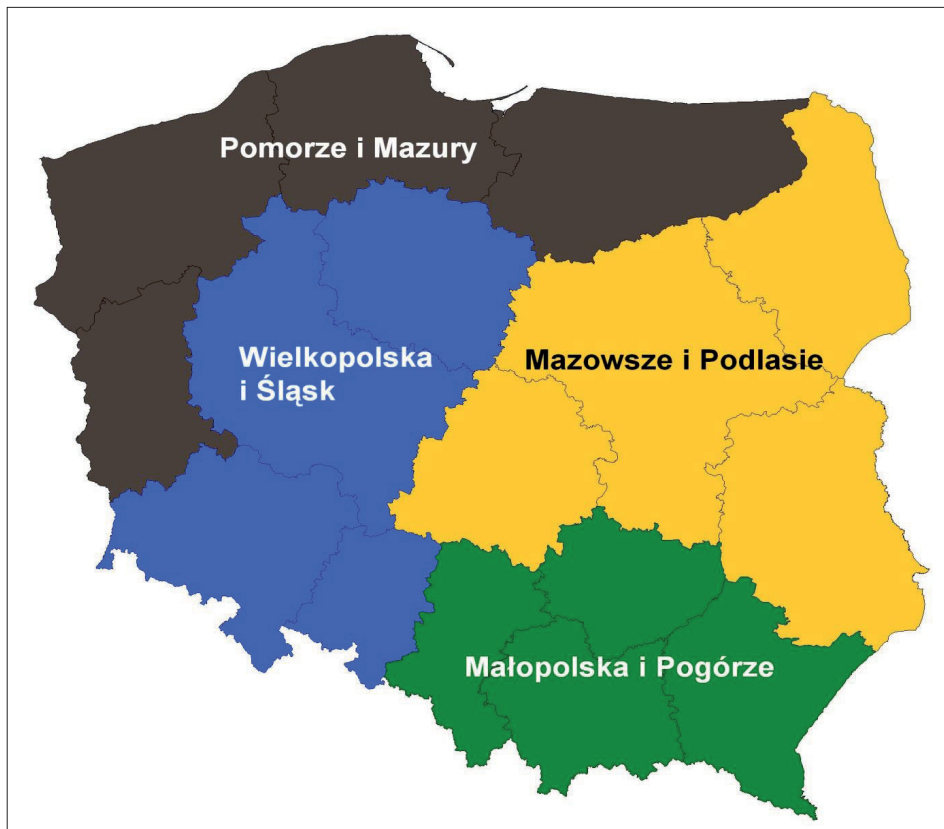 Pomorze i Mazury
Wielkopolska
i Śląsk
Mazowsze i Podlasie
Małopolska i Pogórze